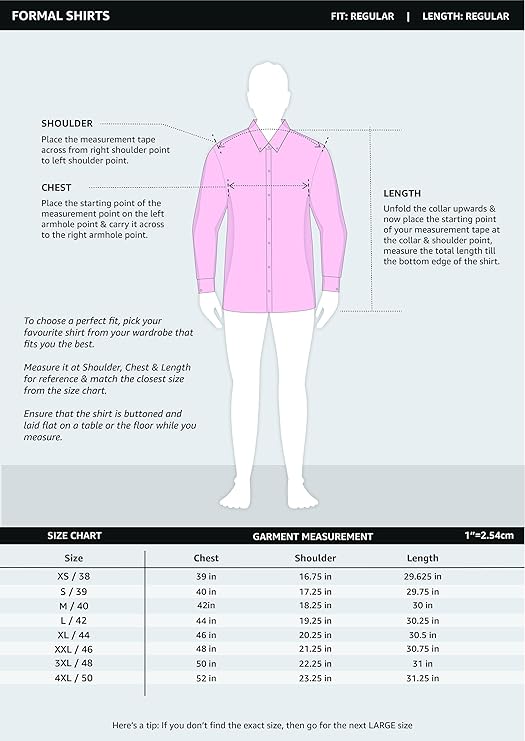 FORMAL SHIRTS
FIT: REGULAR | LENGTH: REGULAR
SHOULDER
Place the measurement tape
across from right shoulder point
to left shoulder point.
CHEST
Place the starting point of the
measurement point on the left
armhole point & carry it across
to the right armhole point.
LENGTH
Unfold the collar upwards &
now place the starting point
of your measurement tape at
the collar & shoulder point,
measure the total length till
the bottom edge of the shirt.
To choose a perfect fit, pick your
favourite shirt from your wardrobe that
fits you the best.
Measure it at Shoulder, Chest & Length
for reference & match the closest size
from the size chart.
Ensure that the shirt is buttoned and
laid flat on a table or the floor while you
measure.
SIZE CHART GARMENT MEASUREMENT 1"=2.54cm
Size Chest Shoulder Length
XS / 38 39 in 16.75 in 29.625 in
S / 39 40 in 17.25 in 29.75 in
M / 40 42in 18.25 in 30 in
L / 42 44 in 19.25 in 30.25 in
XL / 44 46 in 20.25 in 30.5 in
XXL / 46 48 in 21.25 in 30.75 in
3XL / 48 50 in 22.25 in 31 in
4XL / 50 52 in 23.25 in 31.25 in
Here's a tip: If you don't find the exact size, then go for the next LARGE size